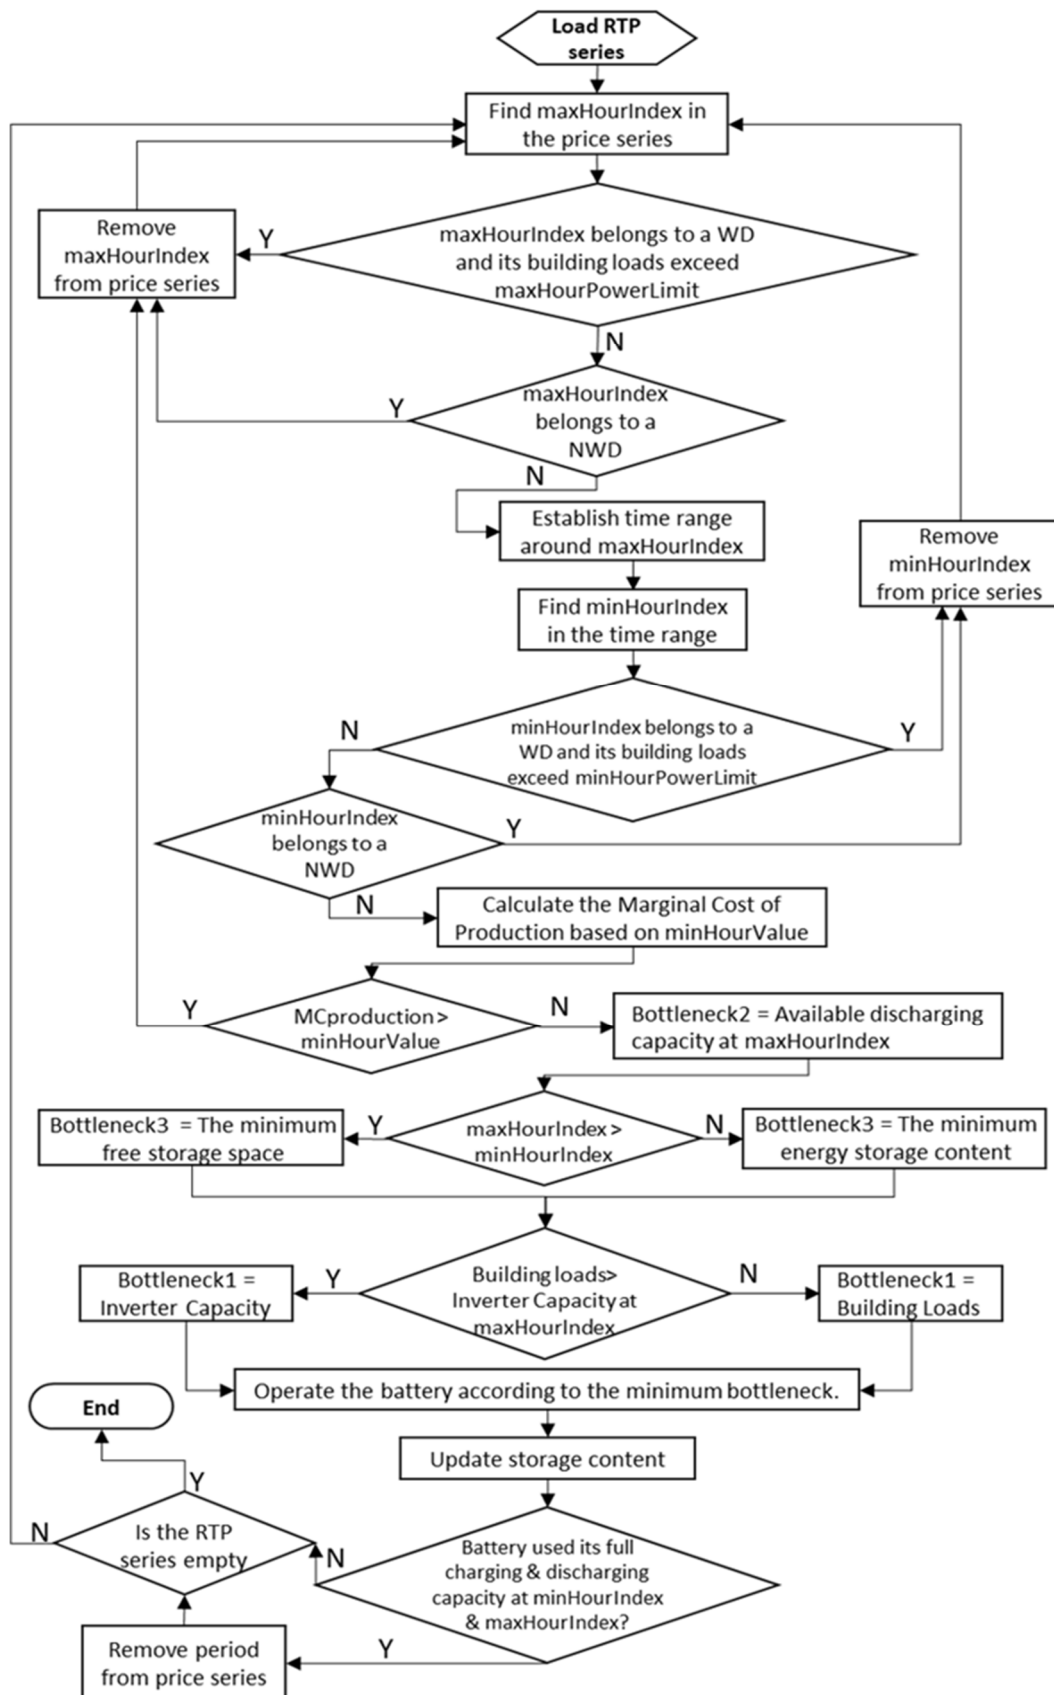 Load RTP
series
Find maxHourIndex in
the price series
Remove
maxHourIndex
from price series
Y
maxHourIndex belongs to a WD
and its building loads exceed
maxHourPowerLimit
N
Y
maxHourIndex
belongs to a
NWD
N
Establish time range
around maxHourIndex
Remove
minHourIndex
from price series
Find minHourIndex
in the time range
N
minHourIndex belongs to a
WD and its building loads
exceed minHourPowerLimit
Y
minHourIndex
belongs to a
NWD
Y
N
Calculate the Marginal Cost of
Production based on minHourValue
Y
MCproduction>
minHourValue
N
Bottleneck2 = Available discharging
capacity at maxHourIndex
Bottleneck3 = The minimum
free storage space
Y
maxHourIndex>
minHourIndex
N
Bottleneck3 = The minimum
energy storage content
Bottleneck1 =
Inverter Capacity
Y
Building loads>
Inverter Capacity at
maxHourIndex
N
Bottleneck1 =
Building Loads
Operate the battery according to the minimum bottleneck.
End
Update storage content
Y
N
Is the RTP
series empty
N
Battery used its full
charging & discharging
capacity at minHourIndex
& maxHourIndex?
Y
Remove period
from price series